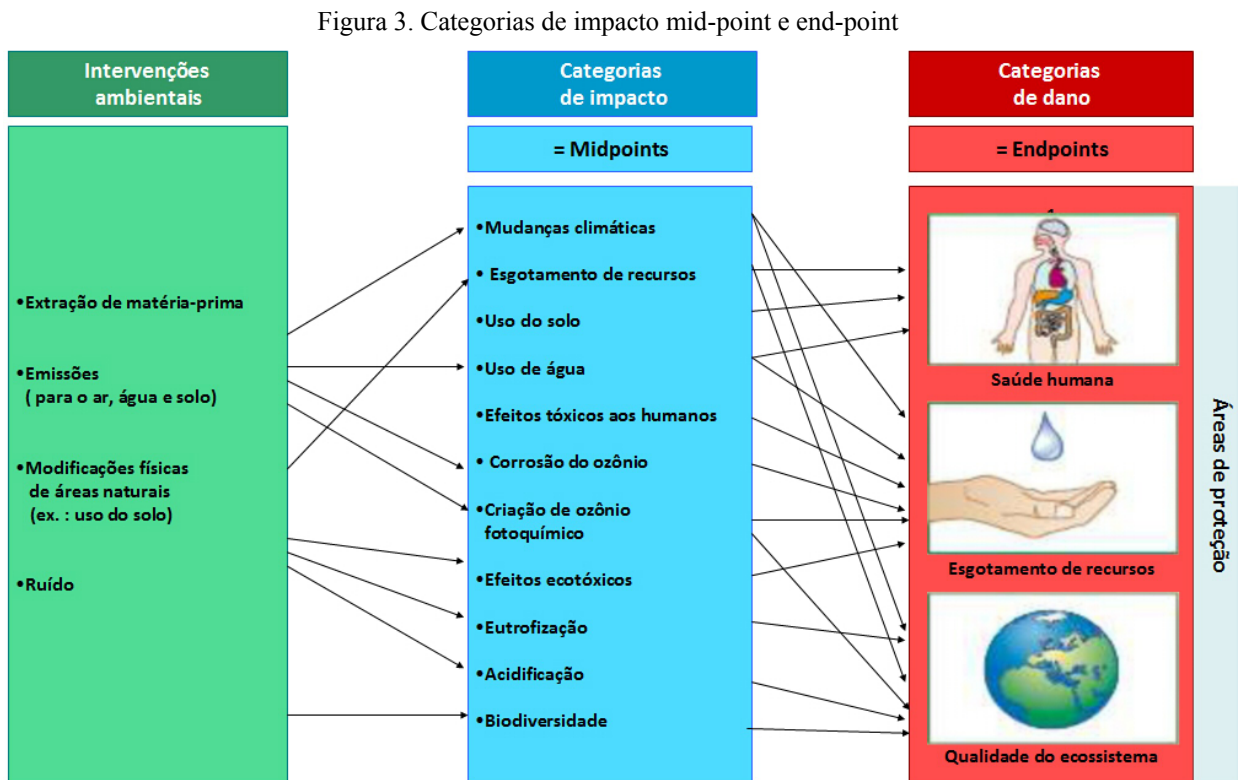 Figura 3. Categorias de impacto mid-point e end-point
Intervenções
ambientais
•Extração de matéria-prima
•Emissões
( para o ar, água e solo)
•Modificações físicas
de áreas naturais
(ex. : uso do solo)
•Ruído
Categorias
de impacto
= Midpoints
•Mudanças climáticas
• Esgotamento de recursos
•Uso do solo
•Uso de água
•Efeitos tóxicos aos humanos
• Corrosão do ozônio
•Criação de ozônio
fotoquímico
•Efeitos ecotóxicos
•Eutrofização
•Acidificação
•Biodiversidade
Categorias
de dano
= Endpoints
Saúde humana
Esgotamento de recursos
Qualidade do ecossistema
Áreas de proteção